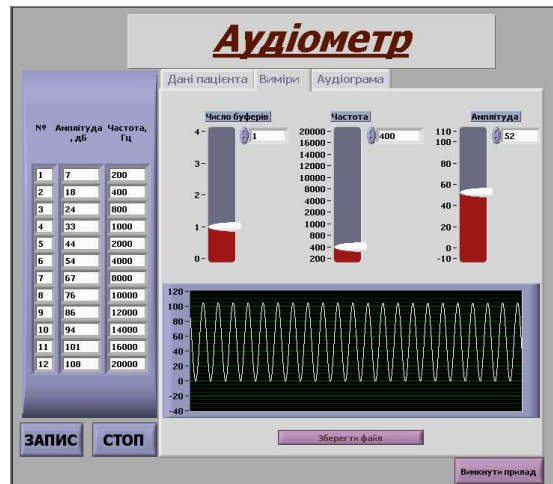 Аудіометр
Дані пацієнта Виміри Аудіограма
№ Амплітуда, дБ Частота, Гц
1 7 200
2 18 400
3 24 800
4 33 1000
5 44 2000
6 54 4000
7 67 8000
8 76 10000
9 86 12000
10 94 14000
11 101 16000
12 108 20000
Число буферів
1
4
3
2
1
0
Частота
400
20000
16000
14000
12000
10000
8000
4000
2000
1000
800
400
200
Амплітуда
52
110
100
80
60
40
20
0
-10
120
100
80
60
40
20
0
-20
-40
ЗАПИС СТОП
Зберегти файл
Вимкнути прилад